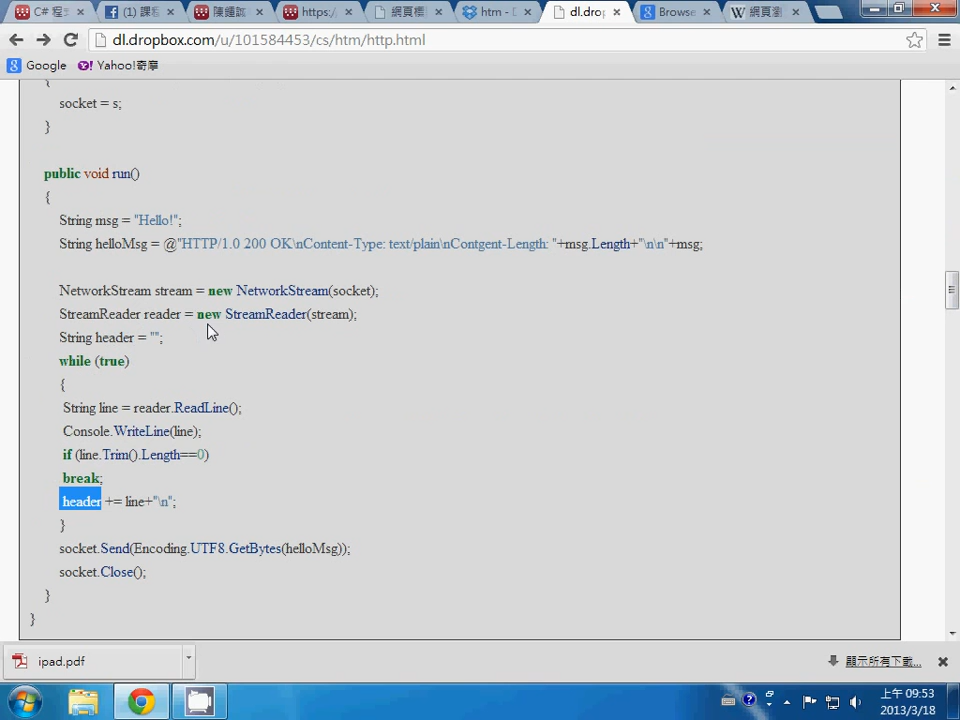 C# 程式
(1) 課程
陳鍾誠
https:
網頁標
htm - D
dl.drop
Browse
網頁瀏
dl.dropbox.com/u/101584453/cs/htm/http.html
Google
Yahoo!奇摩
{
socket = s;
}
public void run()
{
String msg = "Hello!";
String helloMsg = @"HTTP/1.0 200 OK\nContent-Type: text/plain\nContgent-Length: "+msg.Length+"\n\n"+msg;
NetworkStream stream = new NetworkStream(socket);
StreamReader reader = new StreamReader(stream);
String header = "";
while (true)
{
String line = reader.ReadLine();
Console.WriteLine(line);
if (line.Trim().Length==0)
break;
header += line+"\n";
}
socket.Send(Encoding.UTF8.GetBytes(helloMsg));
socket.Close();
}
}
ipad.pdf
顯示所有下載...
上午 09:53
2013/3/18